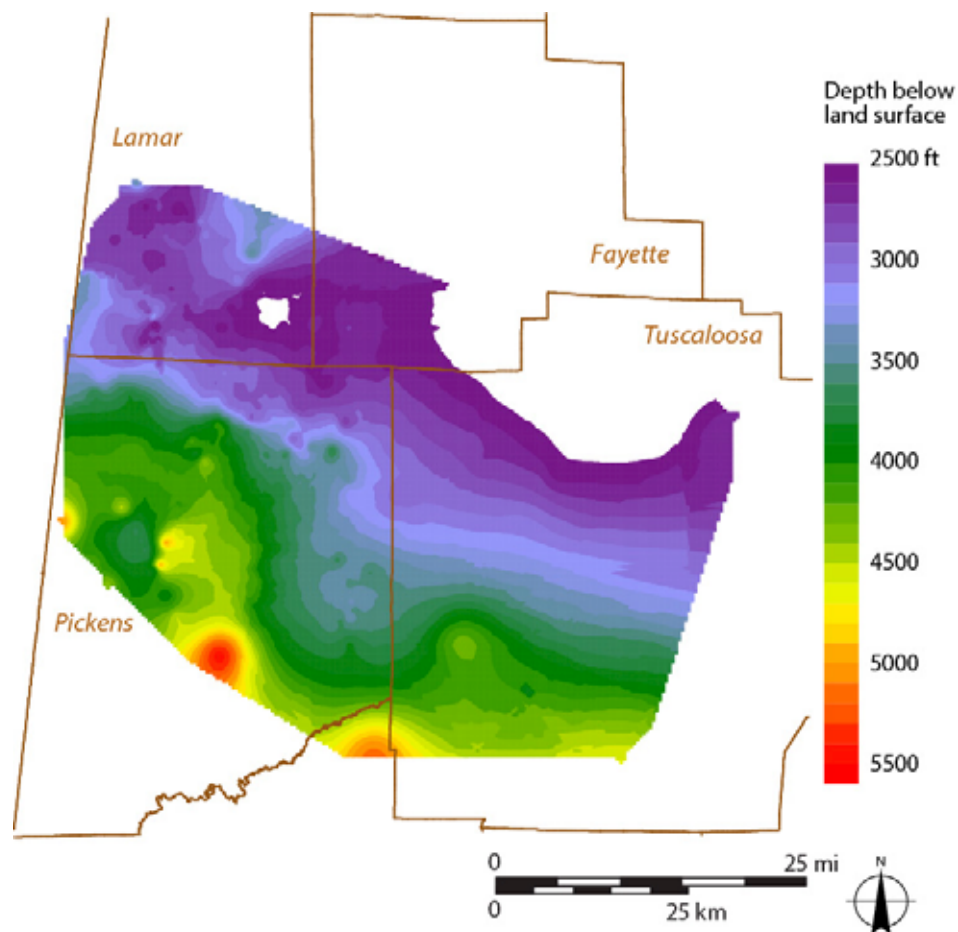 Lamar
Depth below
land surface
2500 ft
Fayette
3000
Tuscaloosa
3500
4000
4500
Pickens
5000
5500
0 25 mi
0 25 km
N